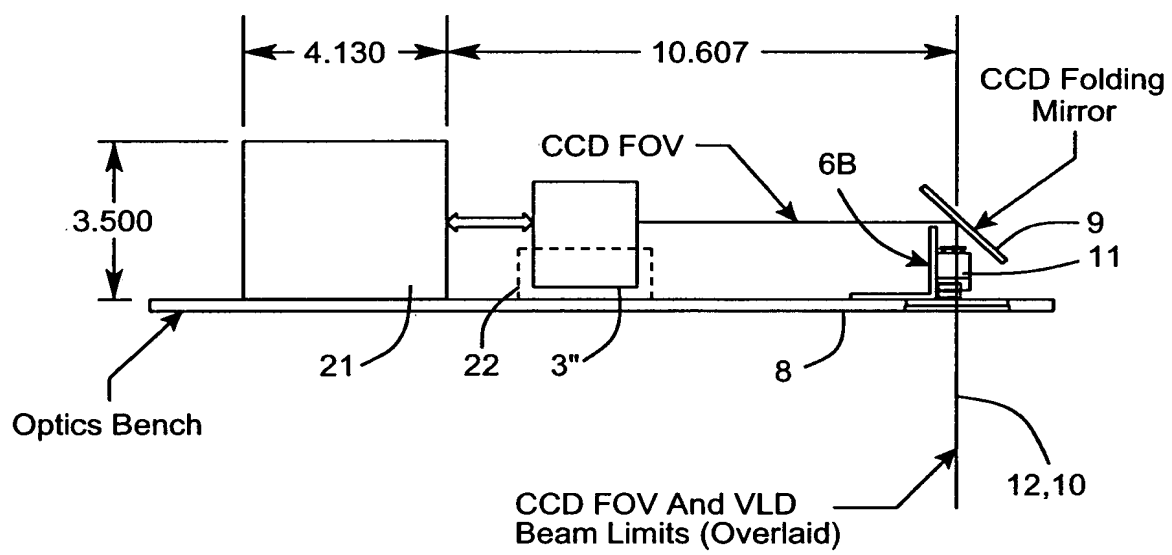 4.130
10.607
CCD Folding
Mirror
CCD FOV
6B
9
11
3.500
21
22
3"
8
Optics Bench
12,10
CCD FOV And VLD
Beam Limits (Overlaid)